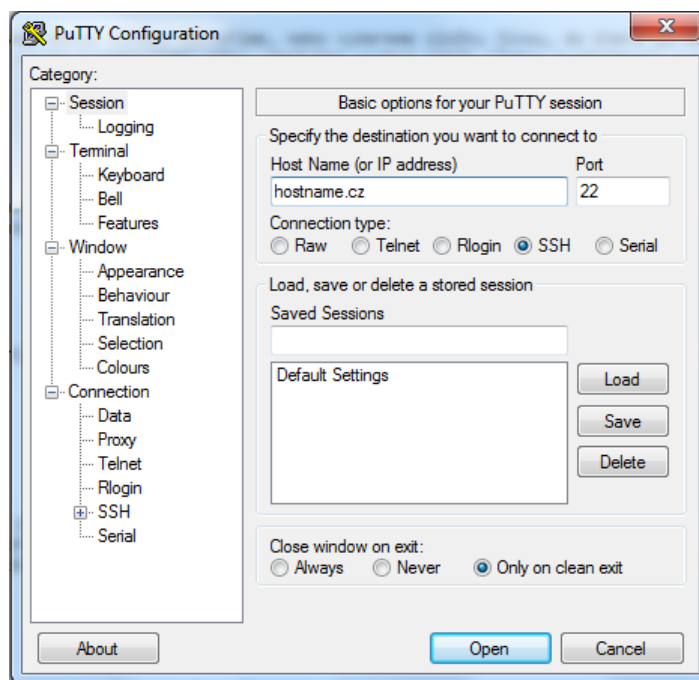 PuTTY Configuration
Category:
Session
Logging
Terminal
Keyboard
Bell
Features
Window
Appearance
Behaviour
Translation
Selection
Colours
Connection
Data
Proxy
Telnet
Rlogin
SSH
Serial
Basic options for your PuTTY session
Specify the destination you want to connect to
Host Name (or IP address) Port
hostname.cz 22
Connection type:
Raw Telnet Rlogin SSH Serial
Load, save or delete a stored session
Saved Sessions
Default Settings
Load
Save
Delete
Close window on exit:
Always Never Only on clean exit
About Open Cancel